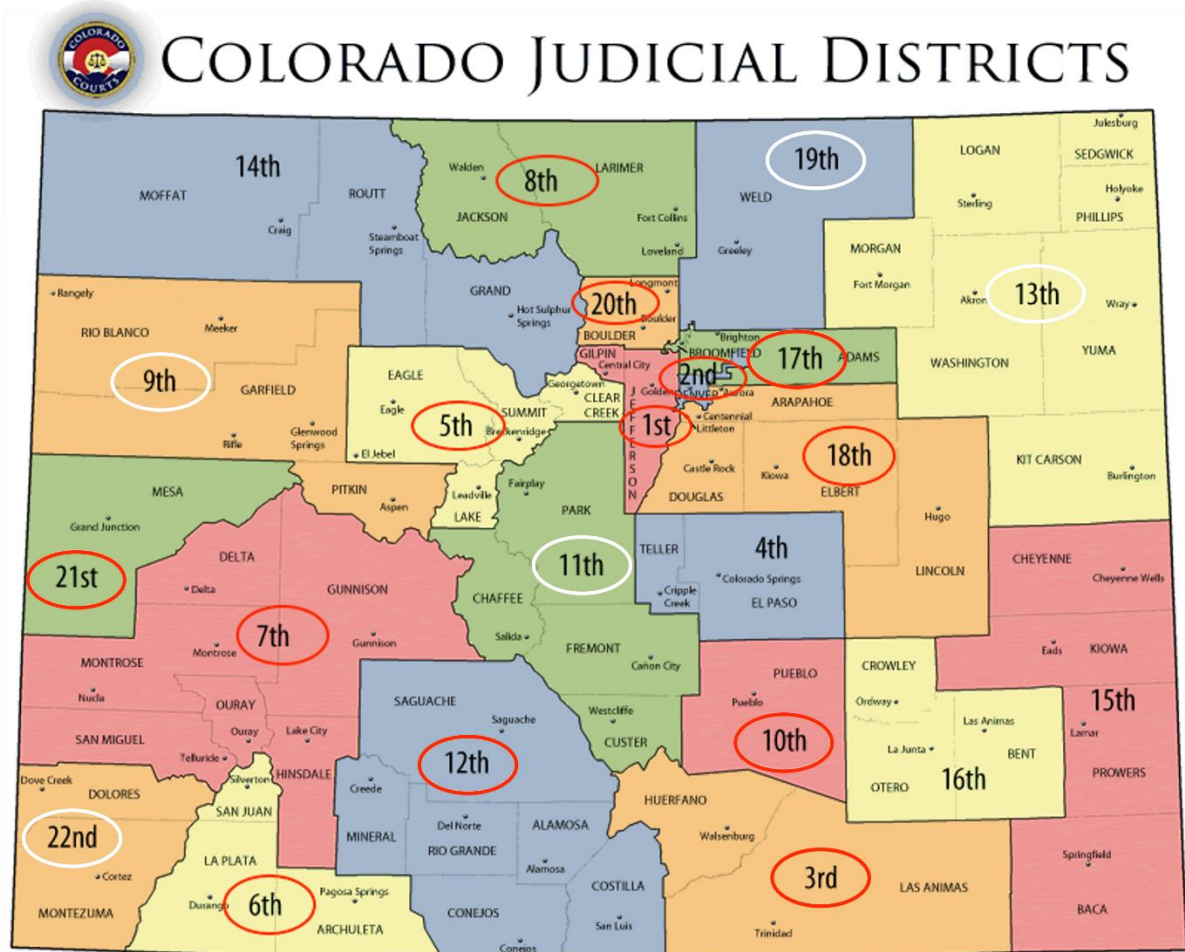 COLORADO
COURTS
COLORADO JUDICIAL DISTRICTS
Julesburg
LOGAN
SEDGWICK
14th
19th
8th
LARIMER
Walden
MOFFAT
ROUTT
WELD
Holyoke
Sterling
PHILLIPS
JACKSON
Fort Collins
Craig
Steamboat
Springs
Loveland
Greeley
MORGAN
Fort Morgan
GRAND
Rangely
Longmont
Akron
13th
Wray
20th
Hot Sulphur
Springs
Boulder
RIO BLANCO
Meeker
BOULDER
Brighton
BROOMFIELD
17th
ADAMS
YUMA
WASHINGTON
GILPIN
Central City
EAGLE
9th
GARFIELD
Georgetown
CLEAR
CREEK
Golden
2nd
DENVER
Aurora
ARAPAHOE
Eagle
SUMMIT
5th
Breckenridge
JEFFERSON
1st
Centennial
Littleton
Rifle
Glenwood
Springs
El Jebel
18th
KIT CARSON
Burlington
MESA
PITKIN
Aspen
Leadville
LAKE
Fairplay
PARK
Castle Rock
DOUGLAS
Kiowa
ELBERT
Hugo
Grand Junction
DELTA
TELLER
4th
CHEYENNE
Cheyenne Wells
21st
11th
Colorado Springs
LINCOLN
Delta
GUNNISON
CHAFFEE
Cripple
Creek
EL PASO
7th
Salida
Gunnison
FREMONT
Montrose
MONTROSE
Cañon City
PUEBLO
CROWLEY
Eads
KIOWA
Nucla
SAGUACHE
Pueblo
Ordway
OURAY
Westcliffe
15th
Saguache
Las Animas
Lamar
SAN MIGUEL
Ouray
Lake City
CUSTER
10th
La Junta
BENT
Telluride
12th
HINSDALE
PROWERS
Dove Creek
DOLORES
Silverton
Creede
OTERO
16th
SAN JUAN
HUERFANO
22nd
MINERAL
Del Norte
RIO GRANDE
ALAMOSA
Walsenburg
LA PLATA
Springfield
Cortez
Alamosa
3rd
Pagosa Springs
COSTILLA
LAS ANIMAS
Durango
6th
MONTEZUMA
ARCHULETA
CONEJOS
San Luis
BACA
Trinidad
Conejos